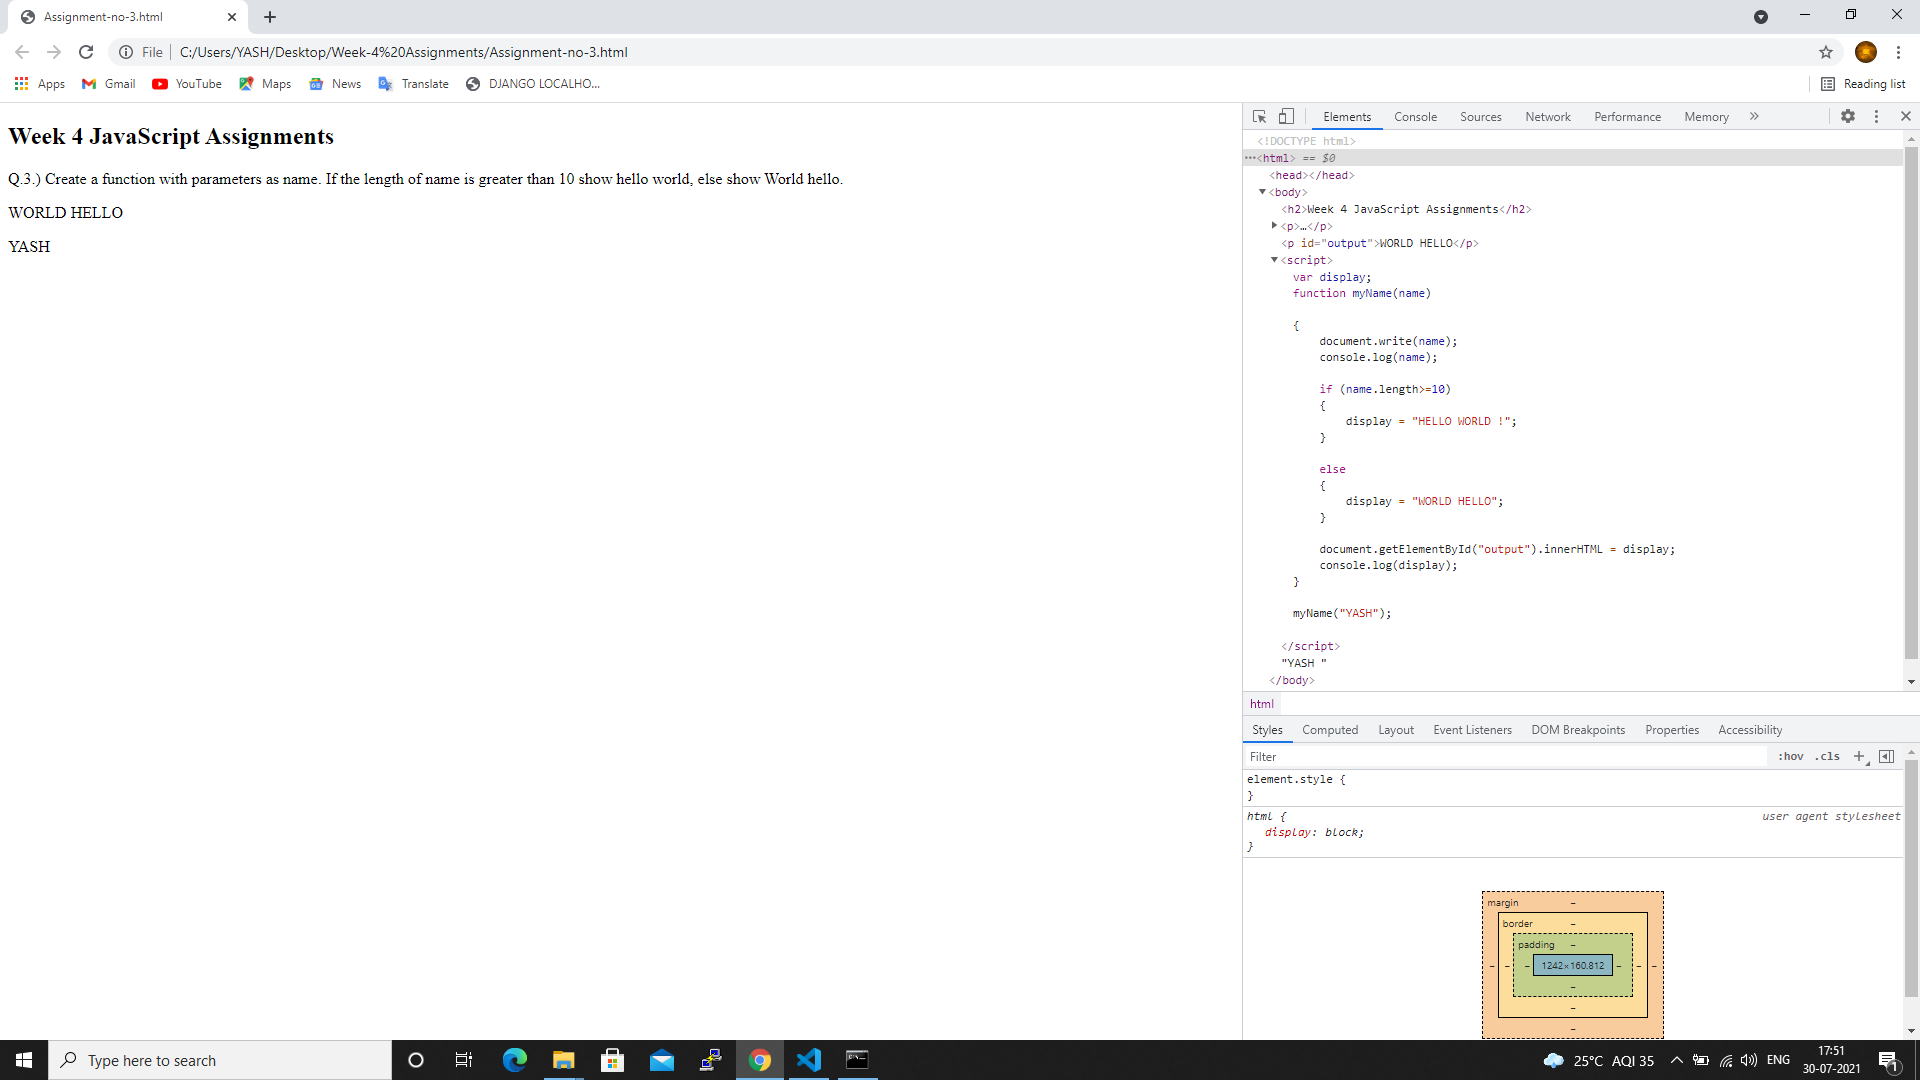 Assignment-no-3.html
File
C:/Users/YASH/Desktop/Week-4%20Assignments/Assignment-no-3.html
Apps Gmail YouTube Maps News Translate DJANGO LOCALHO... Reading list
Week 4 JavaScript Assignments
Q.3.) Create a function with parameters as name. If the length of name is greater than 10 show hello world, else show World hello.
WORLD HELLO
YASH
Elements Console Sources Network Performance Memory »
<!DOCTYPE html>
···<html> == $0
<head></head>
<body>
<h2>Week 4 JavaScript Assignments</h2>
<p>…</p>
<p id="output">WORLD HELLO</p>
<script>
var display;
function myName(name)
{
document.write(name);
console.log(name);
if (name.length>=10)
{
display = "HELLO WORLD !";
}
else
{
display = "WORLD HELLO";
}
document.getElementById("output").innerHTML = display;
console.log(display);
}
myName("YASH");
</script>
"YASH "
</body>
html
Styles Computed Layout Event Listeners DOM Breakpoints Properties Accessibility
Filter :hov .cls +
element.style {
}
html { user agent stylesheet
display: block;
}
margin –
border –
padding –
– – – 1242×160.812 – – –
–
–
–
Type here to search
25°C AQI 35 ENG 17:51
30-07-2021 1